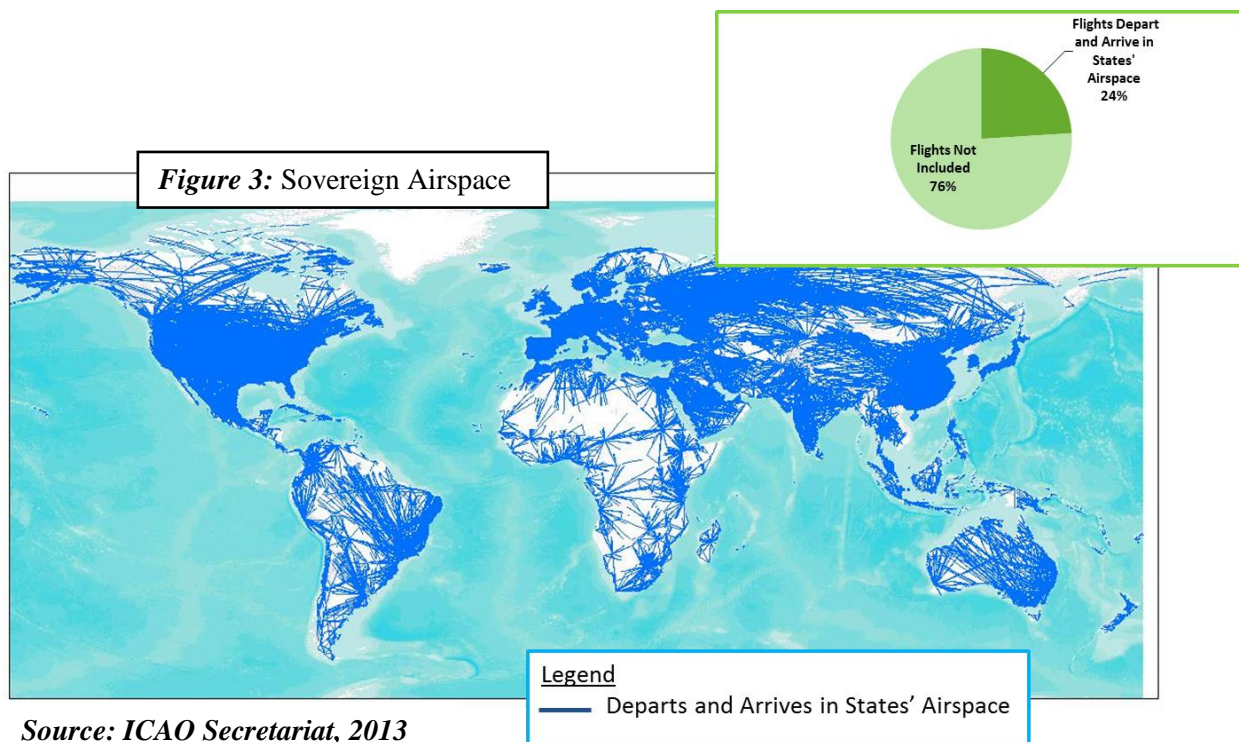 Flights Depart
and Arrive in
States'
Airspace
24%
Flights Not
Included
76%
Figure 3: Sovereign Airspace
Legend
Departs and Arrives in States’ Airspace
Source: ICAO Secretariat, 2013